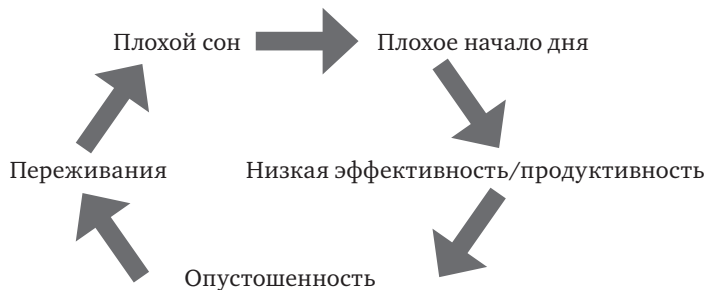 Плохой сон
Плохое начало дня
Переживания
Низкая эффективность/продуктивность
Опустошенность